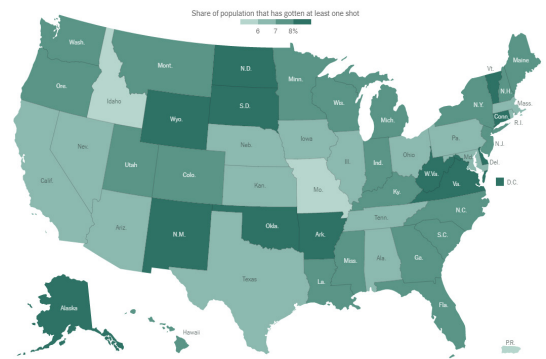 Share of population that has gotten at least one shot
6 7 8%
Wash.
Mont.
N.D.
Minn.
Vt.
Maine
Ore.
Idaho
S.D.
Wis.
Mich.
N.Y.
N.H.
Mass.
Conn.
R.I.
Wyo.
Iowa
Pa.
N.J.
Nev.
Neb.
Ill.
Ind.
Ohio
Md.
Del.
Utah
Colo.
W.Va.
Va.
D.C.
Calif.
Kan.
Mo.
Ky.
N.C.
Ariz.
N.M.
Okla.
Ark.
Tenn.
S.C.
Texas
La.
Miss.
Ala.
Ga.
Alaska
Fla.
Hawaii
P.R.